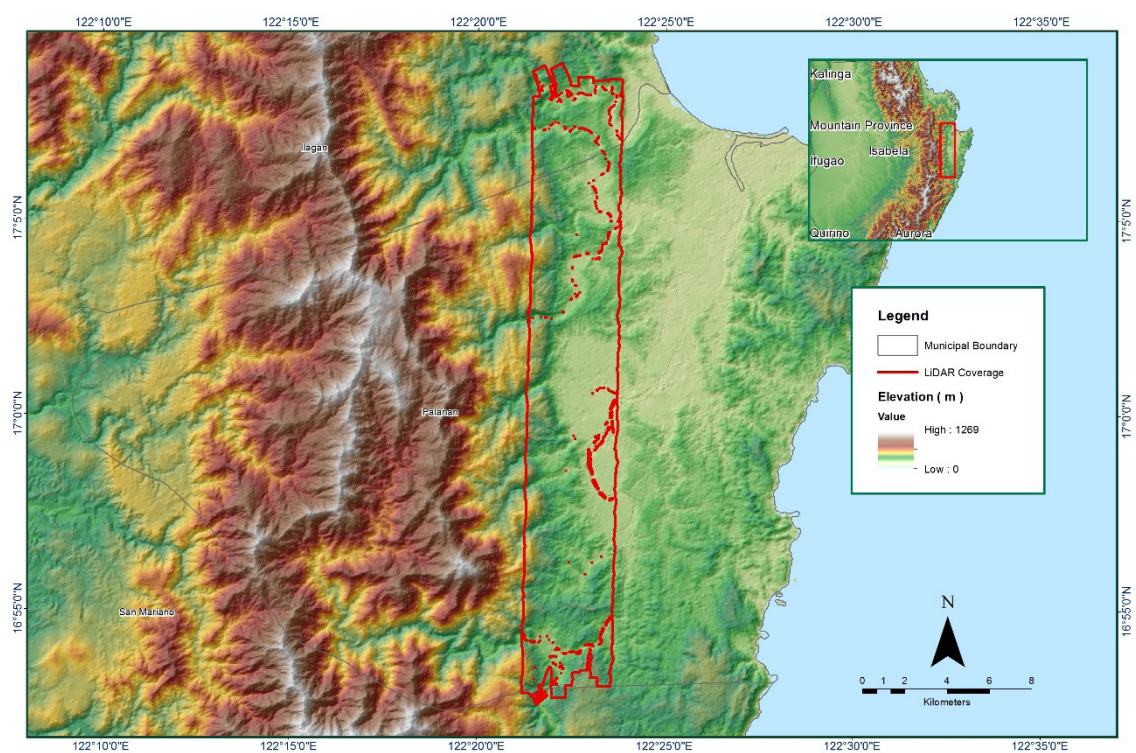 122°10'0"E 122°15'0"E 122°20'0"E 122°25'0"E 122°30'0"E 122°35'0"E
Kalinga
Mountain Province
Isabela
Ifugao
Quirino
Aurora
Ilagan
17°5'0"N
17°5'0"N
Legend
Municipal Boundary
LiDAR Coverage
Elevation ( m )
Value
High : 1269
Low : 0
Palanan
17°0'0"N
17°0'0"N
San Mariano
16°55'0"N
16°55'0"N
N
0 1 2 4 6 8
Kilometers
122°10'0"E 122°15'0"E 122°20'0"E 122°25'0"E 122°30'0"E 122°35'0"E